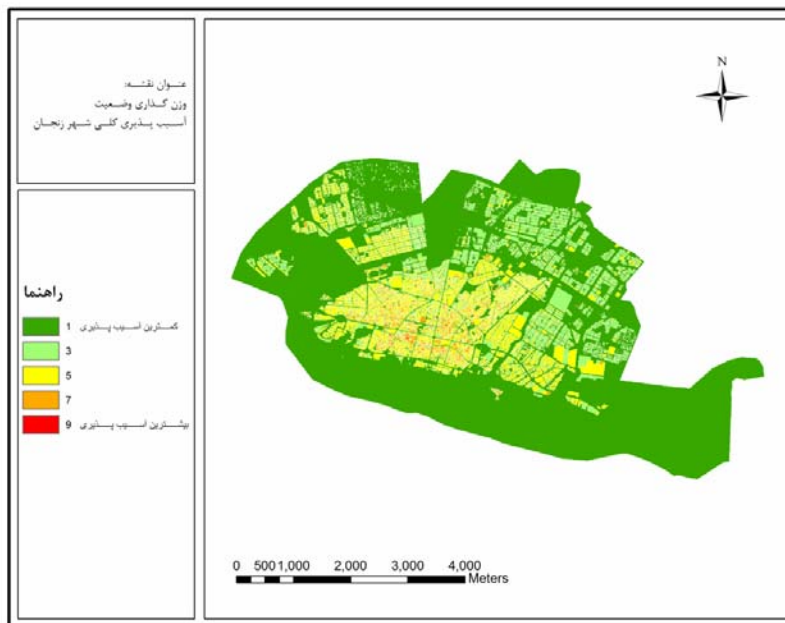 عنوان نقشه:
وزن گذاری وضعیت
آسیب پذیری کلی شهر زنجان
N
راهنما
1 کمترین آسیب پذیری
3
5
7
9 بیشترین آسیب پذیری
0 500 1,000 2,000 3,000 4,000
Meters